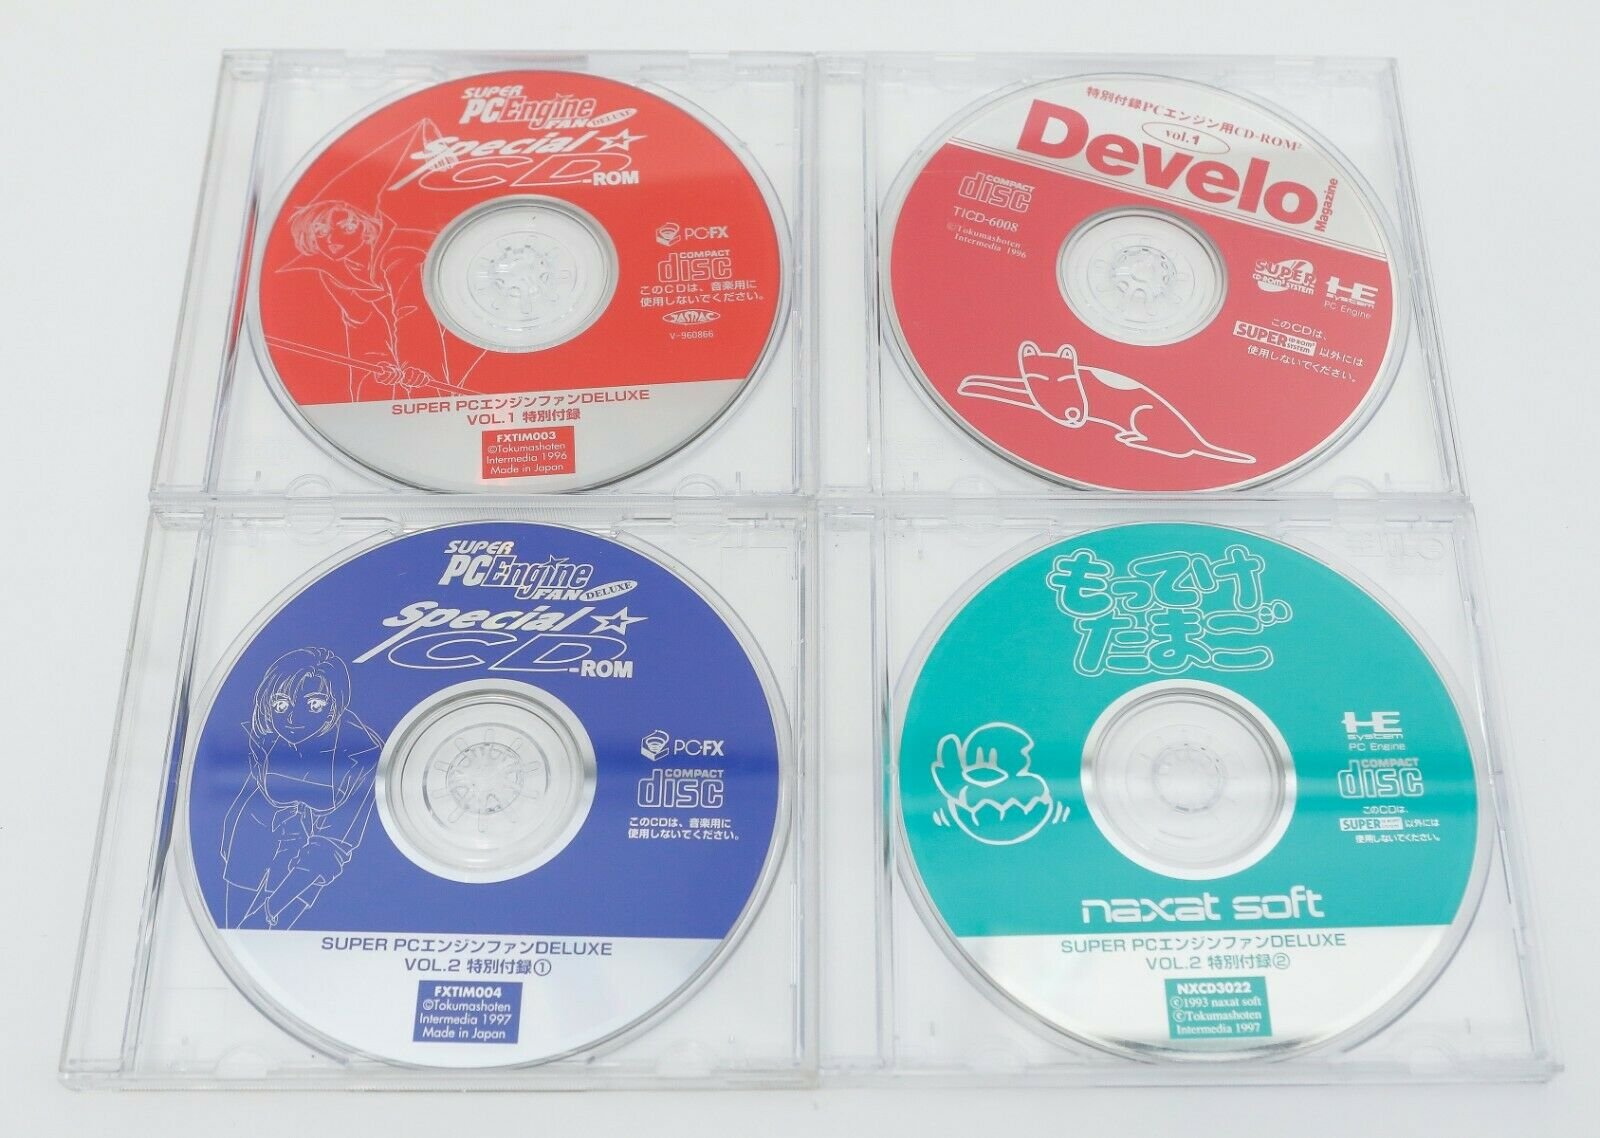 SUPER
PCEngine
FAN DELUXE
Special
CD-ROM
PC-FX
COMPACT
disc
このCDは、音楽用に
使用しないでください。
JASRAC
V-960866
SUPER PCエンジンファンDELUXE
VOL.1 特別付録
FXTIM003
©Tokumashoten
Intermedia 1996
Made in Japan
特別付録PCエンジン用CD-ROM²
vol.1
Develo
Magazine
COMPACT
disc
TICD-6008
©Tokumashoten
Intermedia 1996
SUPER
CD-ROM² SYSTEM
HE
system
PC Engine
このCDは、
SUPER CD-ROM² SYSTEM 以外には
使用しないでください。
SUPER
PCEngine
FAN DELUXE
Special
CD-ROM
PC-FX
COMPACT
disc
このCDは、音楽用に
使用しないでください。
SUPER PCエンジンファンDELUXE
VOL.2 特別付録①
FXTIM004
©Tokumashoten
Intermedia 1997
Made in Japan
もってけ
たまご
HE
system
PC Engine
COMPACT
disc
このCDは、
SUPER CD-ROM² SYSTEM 以外には
使用しないでください。
naxat soft
SUPER PCエンジンファンDELUXE
VOL.2 特別付録②
NXCD3022
©1993 naxat soft
©Tokumashoten
Intermedia 1997